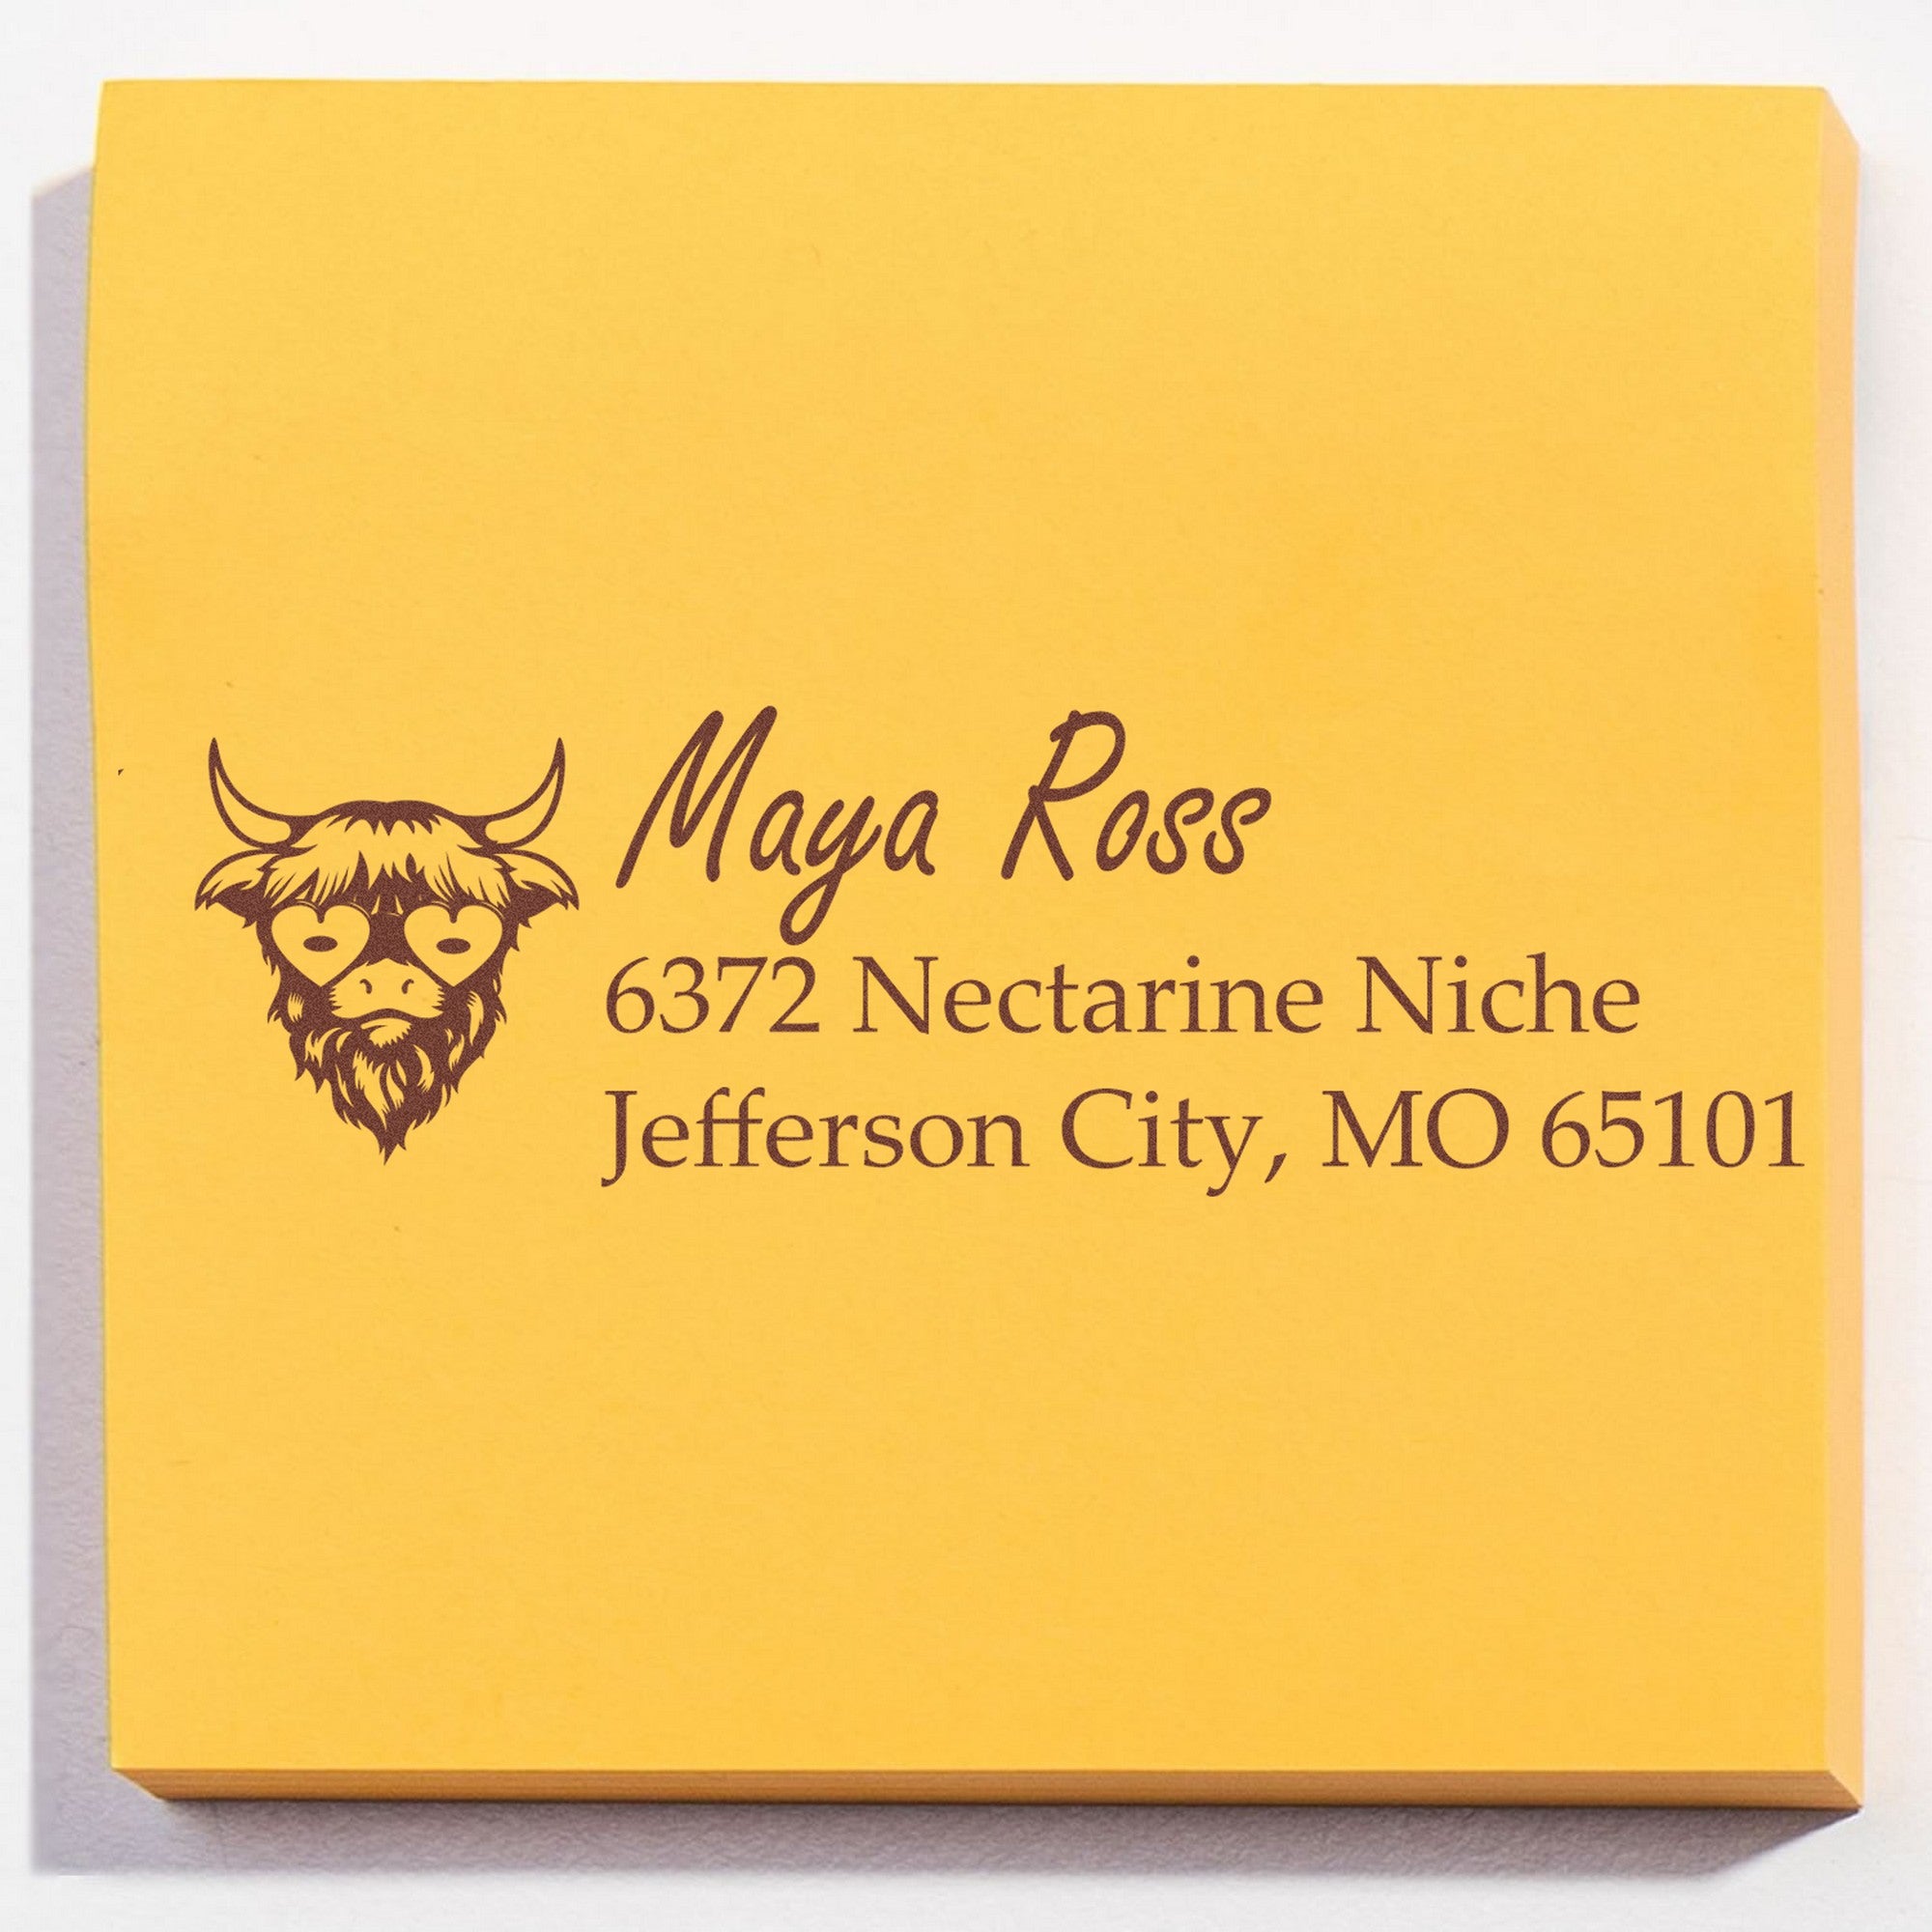 Maya Ross
6372 Nectarine Niche
Jefferson City, MO 65101